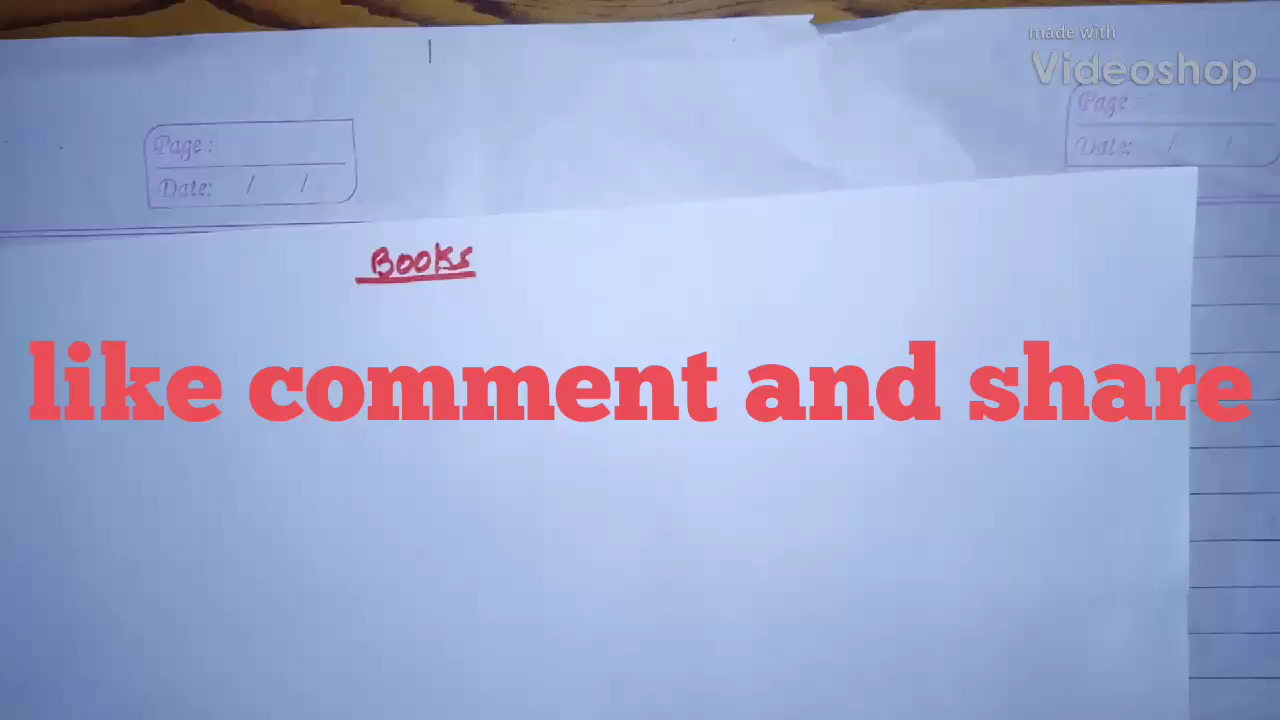 made with
Videoshop
Page:
Date: / /
Page:
Date: / /
Books
like comment and share